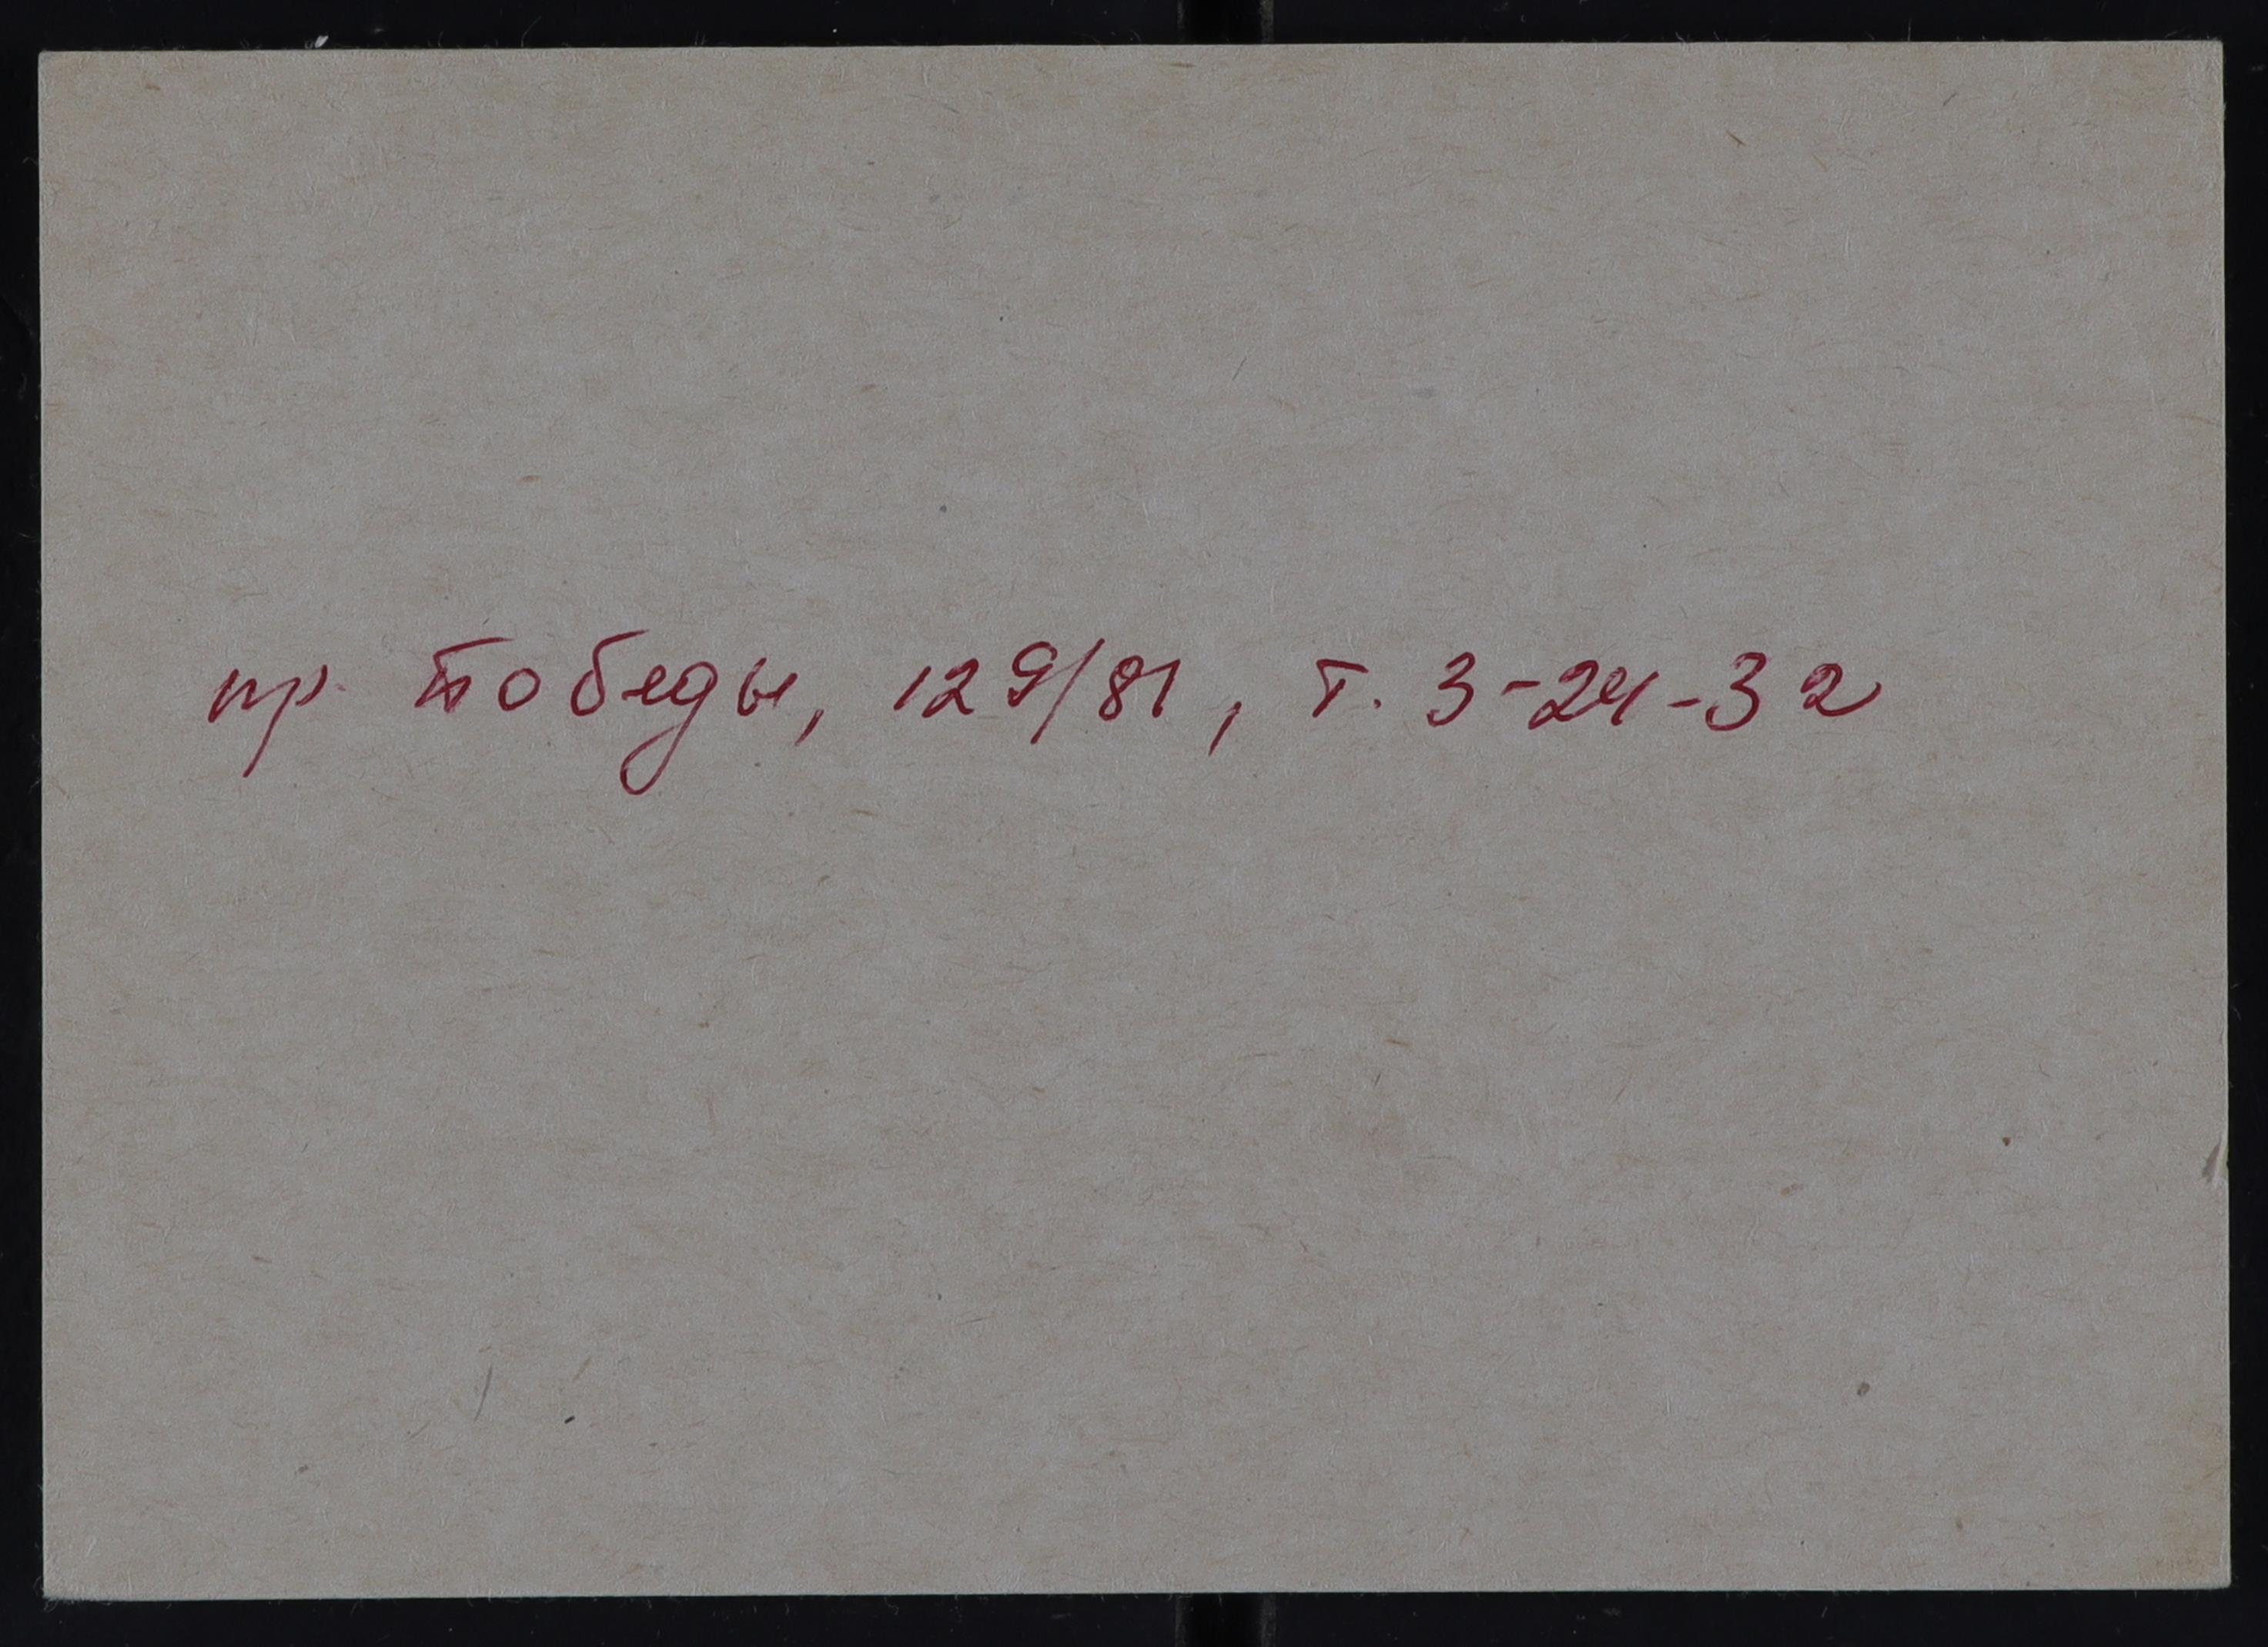 пр. Победы, 129/81, т. 3-24-32